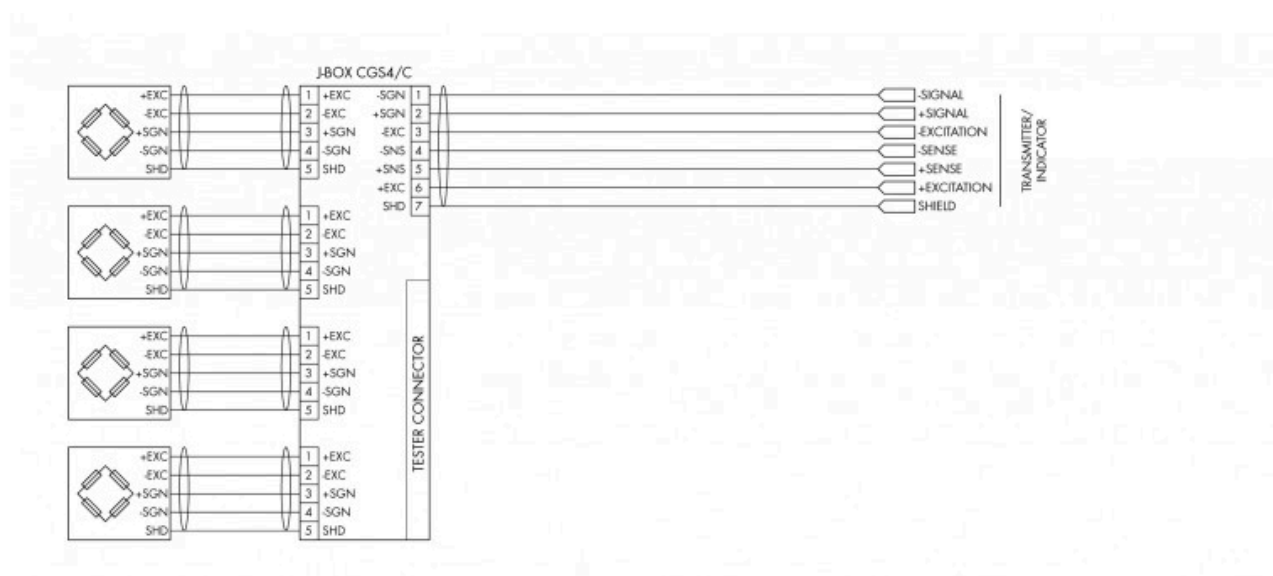 J-BOX CGS4/C
+EXC 1 +EXC -SGN 1 -SIGNAL
-EXC 2 -EXC +SGN 2 +SIGNAL
+SGN 3 +SGN -EXC 3 -EXCITATION
-SGN 4 -SGN -SNS 4 -SENSE
SHD 5 SHD +SNS 5 +SENSE
+EXC 6 +EXCITATION
SHD 7 SHIELD
TRANSMITTER/
INDICATOR
+EXC 1 +EXC
-EXC 2 -EXC
+SGN 3 +SGN
-SGN 4 -SGN
SHD 5 SHD
+EXC 1 +EXC
-EXC 2 -EXC
+SGN 3 +SGN
-SGN 4 -SGN
SHD 5 SHD
+EXC 1 +EXC
-EXC 2 -EXC
+SGN 3 +SGN
-SGN 4 -SGN
SHD 5 SHD
TESTER CONNECTOR